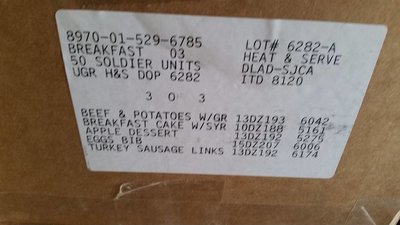 8970-01-529-6785 LOT# 6282-A
BREAKFAST 03 HEAT & SERVE
50 SOLDIER UNITS DLAD-SJCA
UGR H&S DOP 6282 ITD 8120
3 0 3
BEEF & POTATOES W/GR 13DZ193 6042
BREAKFAST CAKE W/SYR 10DZ188 5161
APPLE DESSERT 13DZ192 5275
EGGS BIB 15DZ207 6006
TURKEY SAUSAGE LINKS 13DZ192 6174